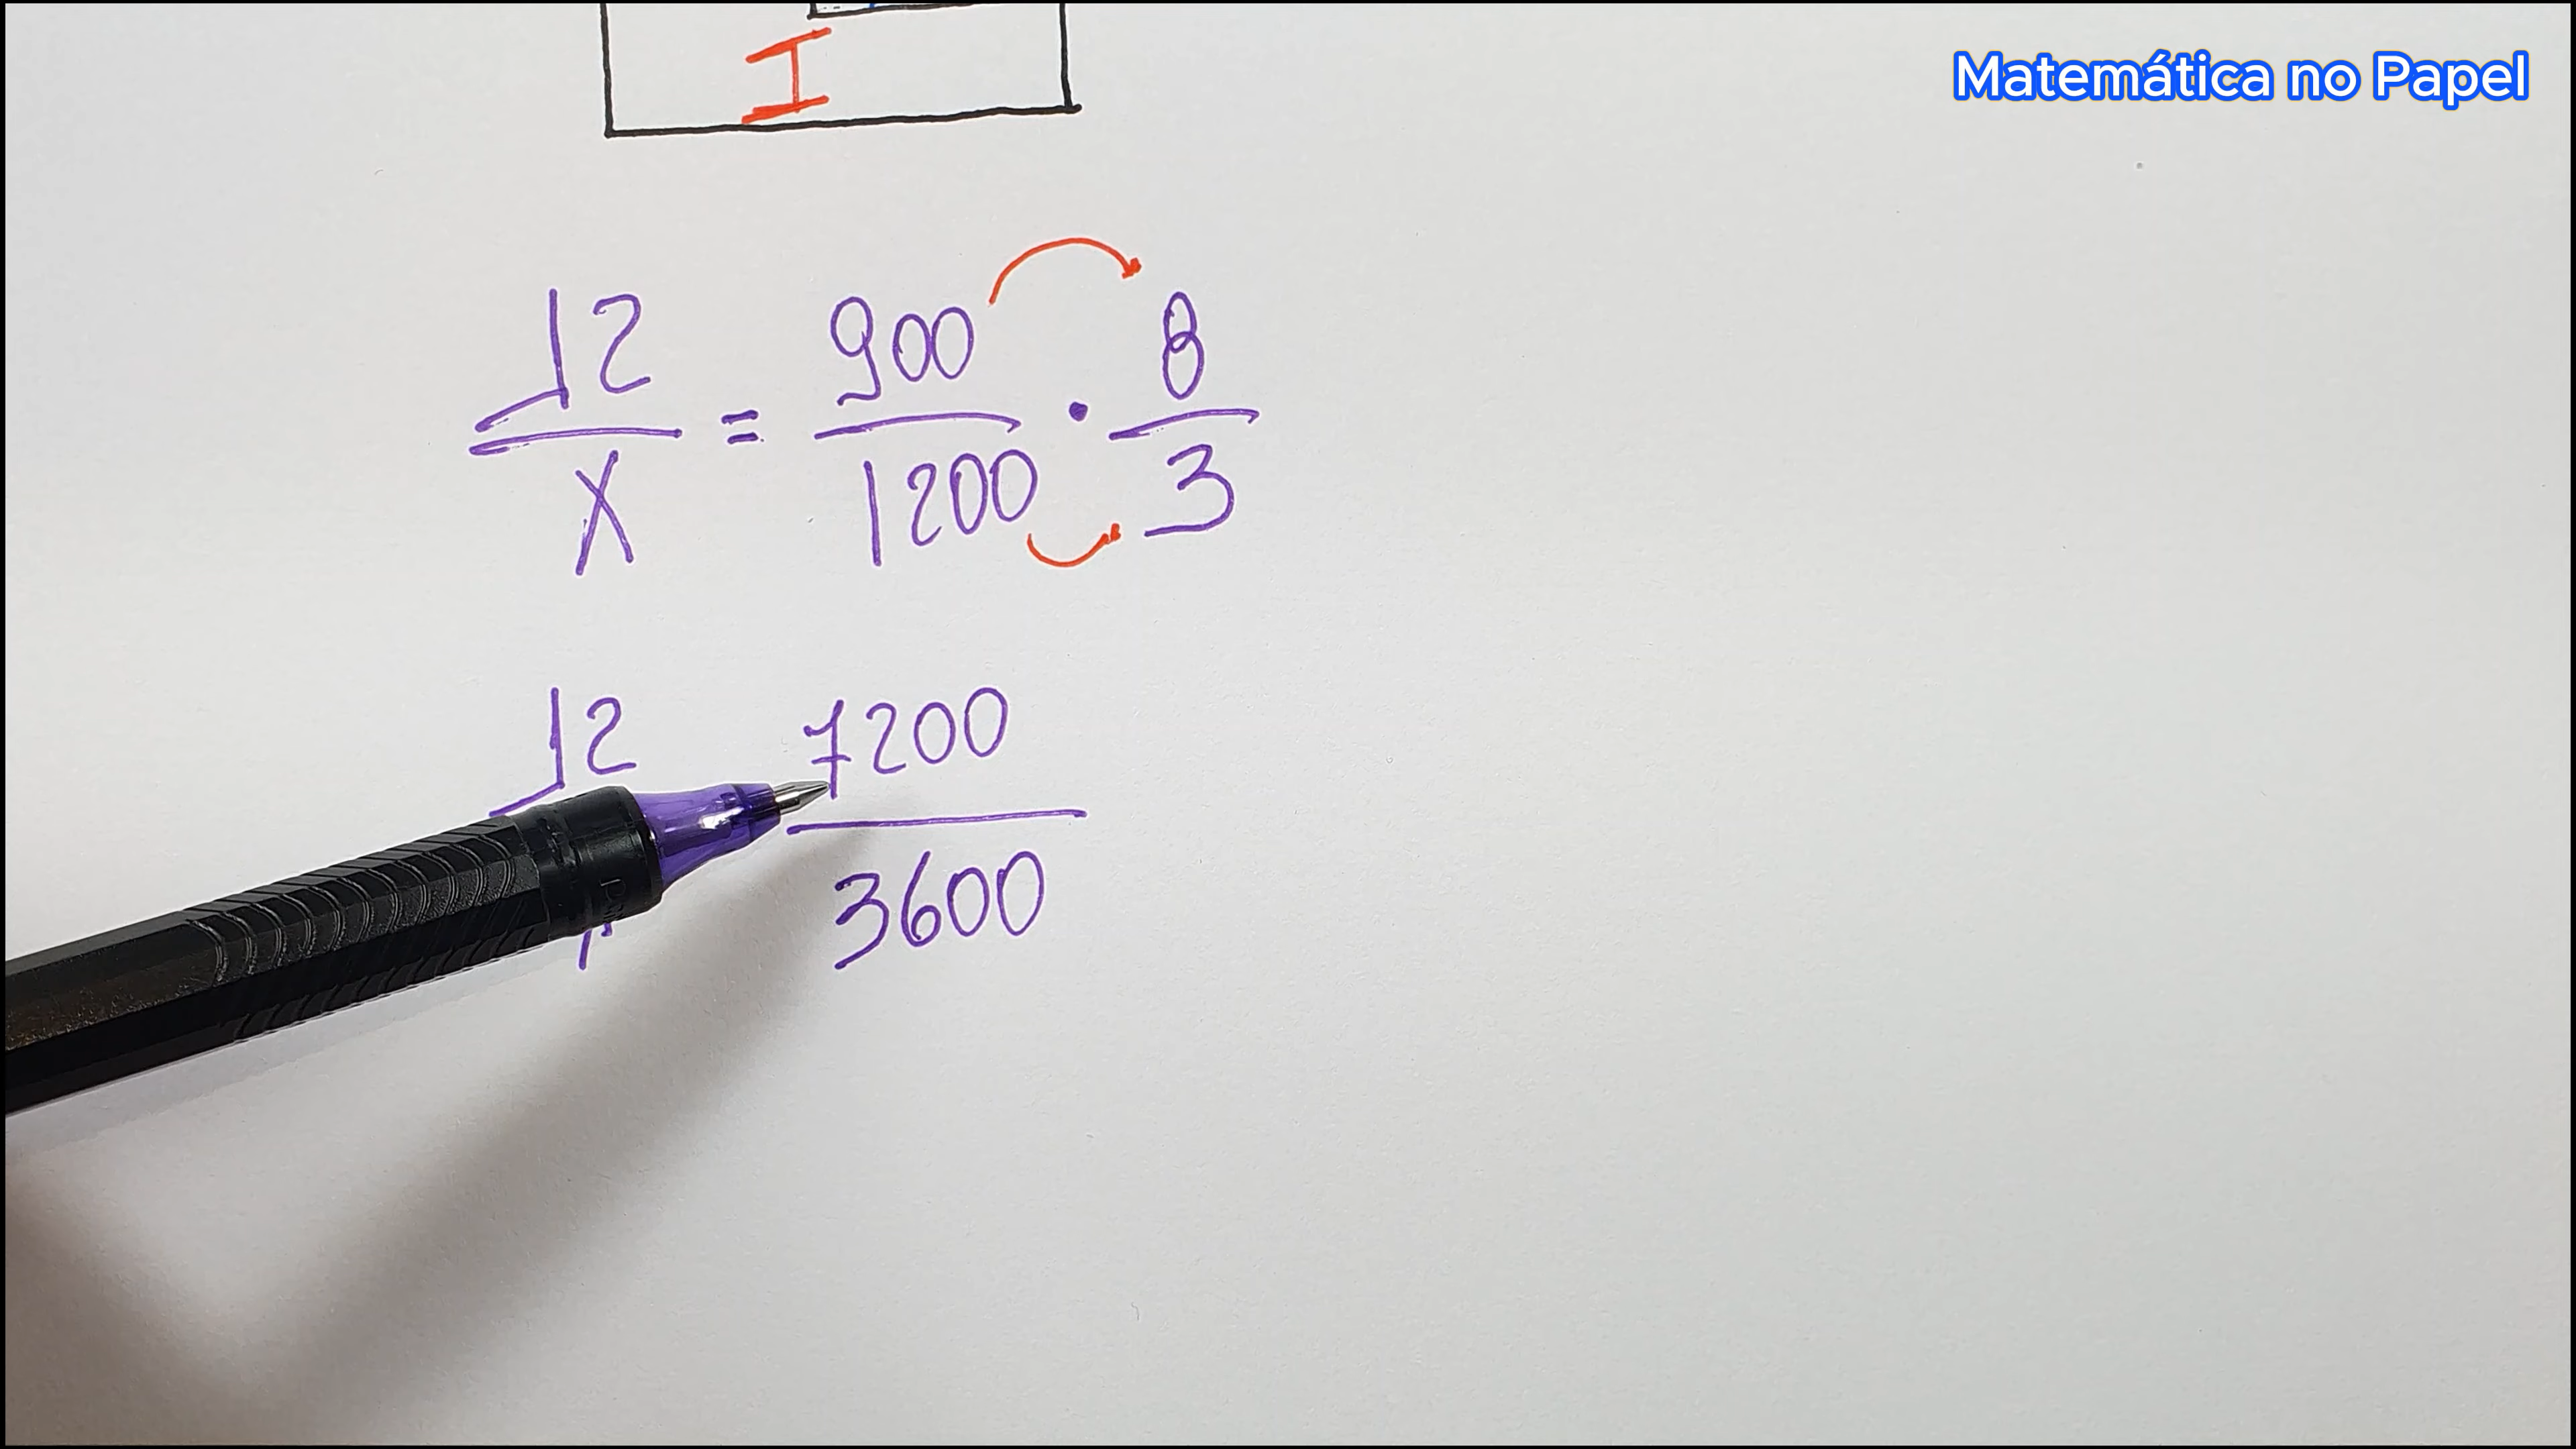 Matemática no Papel
I
12/x = 900/1200 · 8/3
12 7200/3600